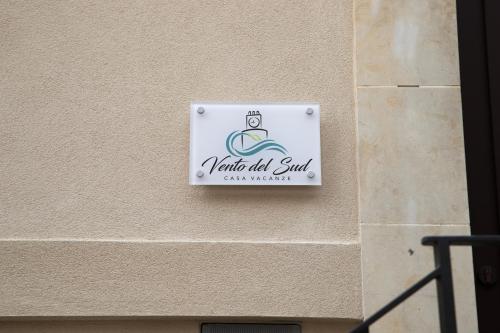 Vento del Sud
CASA VACANZE